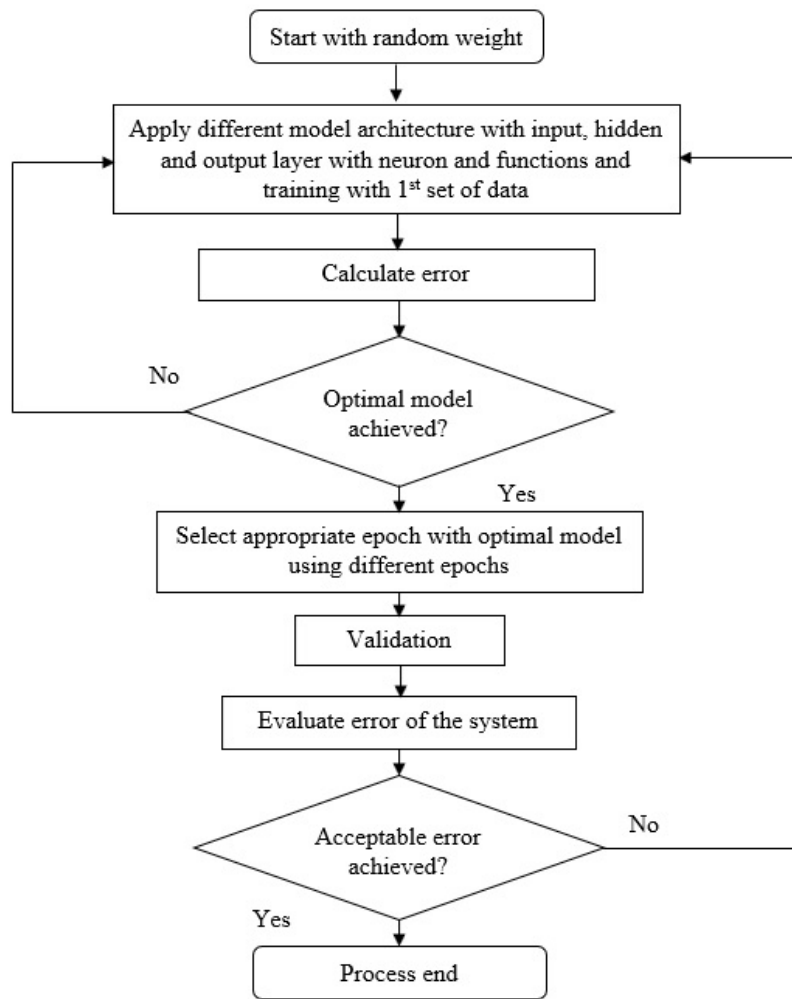 Start with random weight
Apply different model architecture with input, hidden
and output layer with neuron and functions and
training with 1st set of data
Calculate error
No
Optimal model
achieved?
Yes
Select appropriate epoch with optimal model
using different epochs
Validation
Evaluate error of the system
No
Acceptable error
achieved?
Yes
Process end